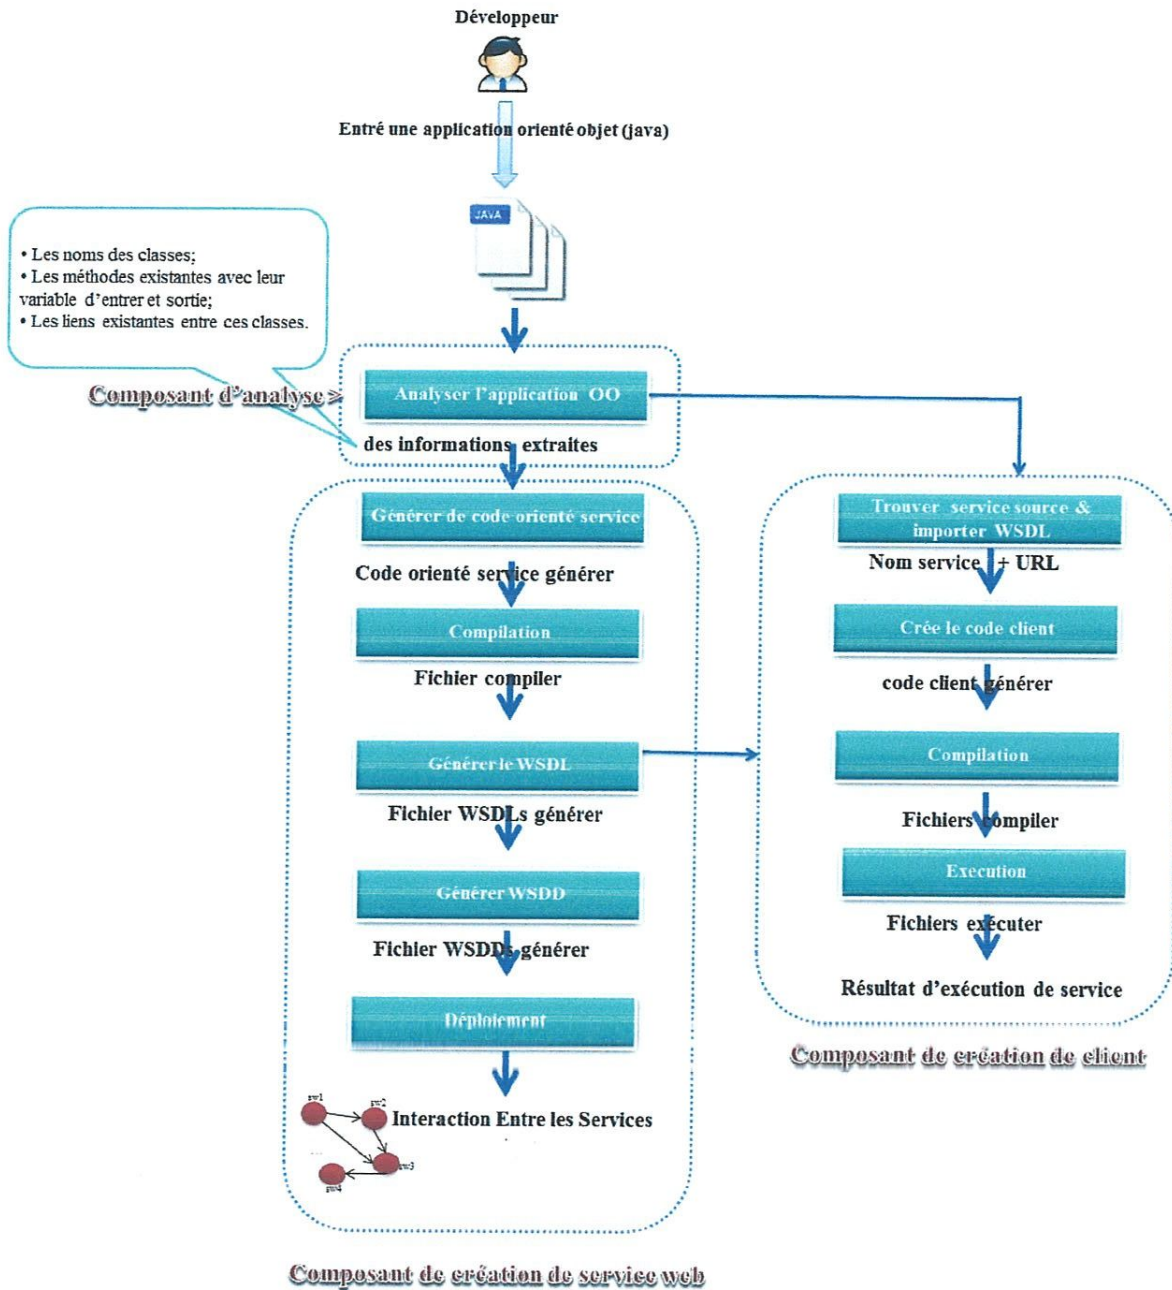 Développeur
Entré une application orienté objet (java)
JAVA
• Les noms des classes;
• Les méthodes existantes avec leur
variable d'entrer et sortie;
• Les liens existantes entre ces classes.
Composant d'analyse >
Analyser l'application OO
des informations extraites
Générer de code orienté service
Code orienté service générer
Compilation
Fichier compiler
Générer le WSDL
Fichier WSDLs générer
Générer WSDD
Fichier WSDDs générer
Déploiement
Interaction Entre les Services
sw1
sw2
sw3
sw4
Composant de création de service web
Trouver service source &
importer WSDL
Nom service + URL
Crée le code client
code client générer
Compilation
Fichiers compiler
Execution
Fichiers exécuter
Résultat d'exécution de service
Composant de création de client